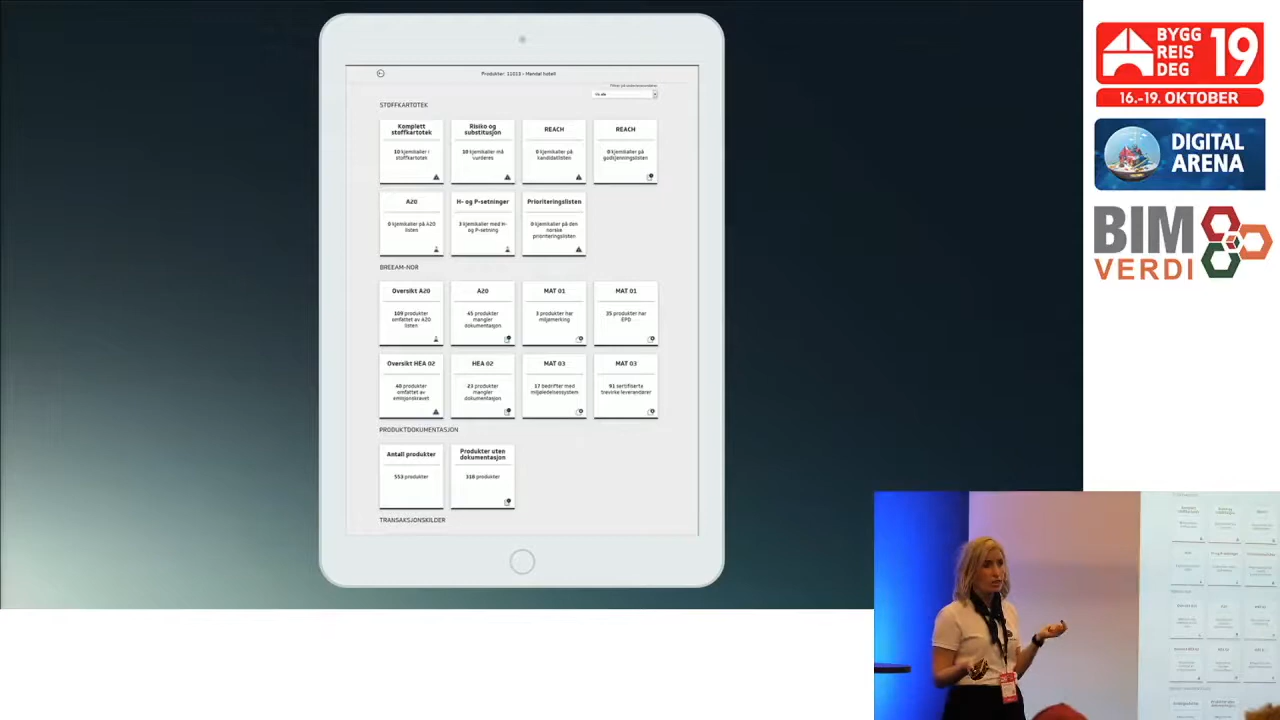 Produkter: 11013 - Mendal hotell
STOFFKARTOTEK
Komplett
stoffkartotek
10 kjemikalier i
stoffkartotek
Risiko og
substitusjon
10 kjemikalier må
vurderes
REACH
0 kjemikalier på
kandidatlisten
REACH
0 kjemikalier på
godkjenningslisten
A20
0 kjemikalier på A20
listen
H- og P-setninger
3 kjemikalier med H-
og P-setning
Prioriteringslisten
0 kjemikalier på den
norske
prioriteringslisten
BREEAM-NOR
Oversikt A20
109 produkter
omfattet av A20
listen
A20
45 produkter
mangler
dokumentasjon
MAT 01
3 produkter har
miljømerking
MAT 01
35 produkter har
EPD
Oversikt HEA 02
40 produkter
omfattet av
emisjonskravet
HEA 02
23 produkter
mangler
dokumentasjon
MAT 03
17 bedrifter med
miljøledelsessystem
MAT 03
91 sertifiserte
trevirke leverandører
PRODUKTDOKUMENTASJON
Antall produkter
553 produkter
Produkter uten
dokumentasjon
318 produkter
TRANSAKSJONSKILDER
BYGG
REIS
DEG
19
16.-19. OKTOBER
DIGITAL
ARENA
BIM
VERDI